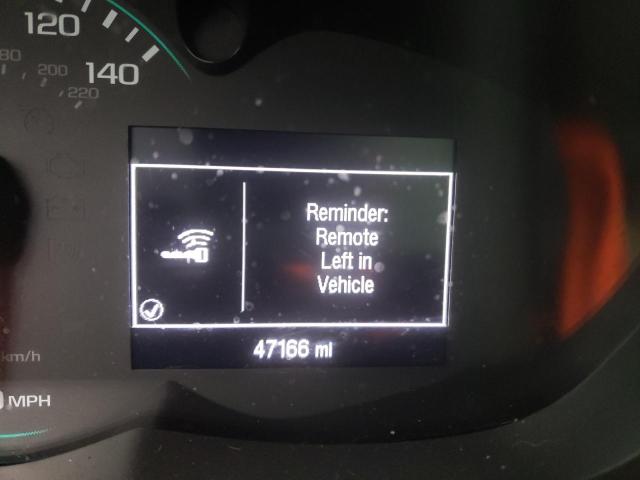 120
140
80
200
220
Reminder:
Remote
Left in
Vehicle
47166 mi
km/h
MPH